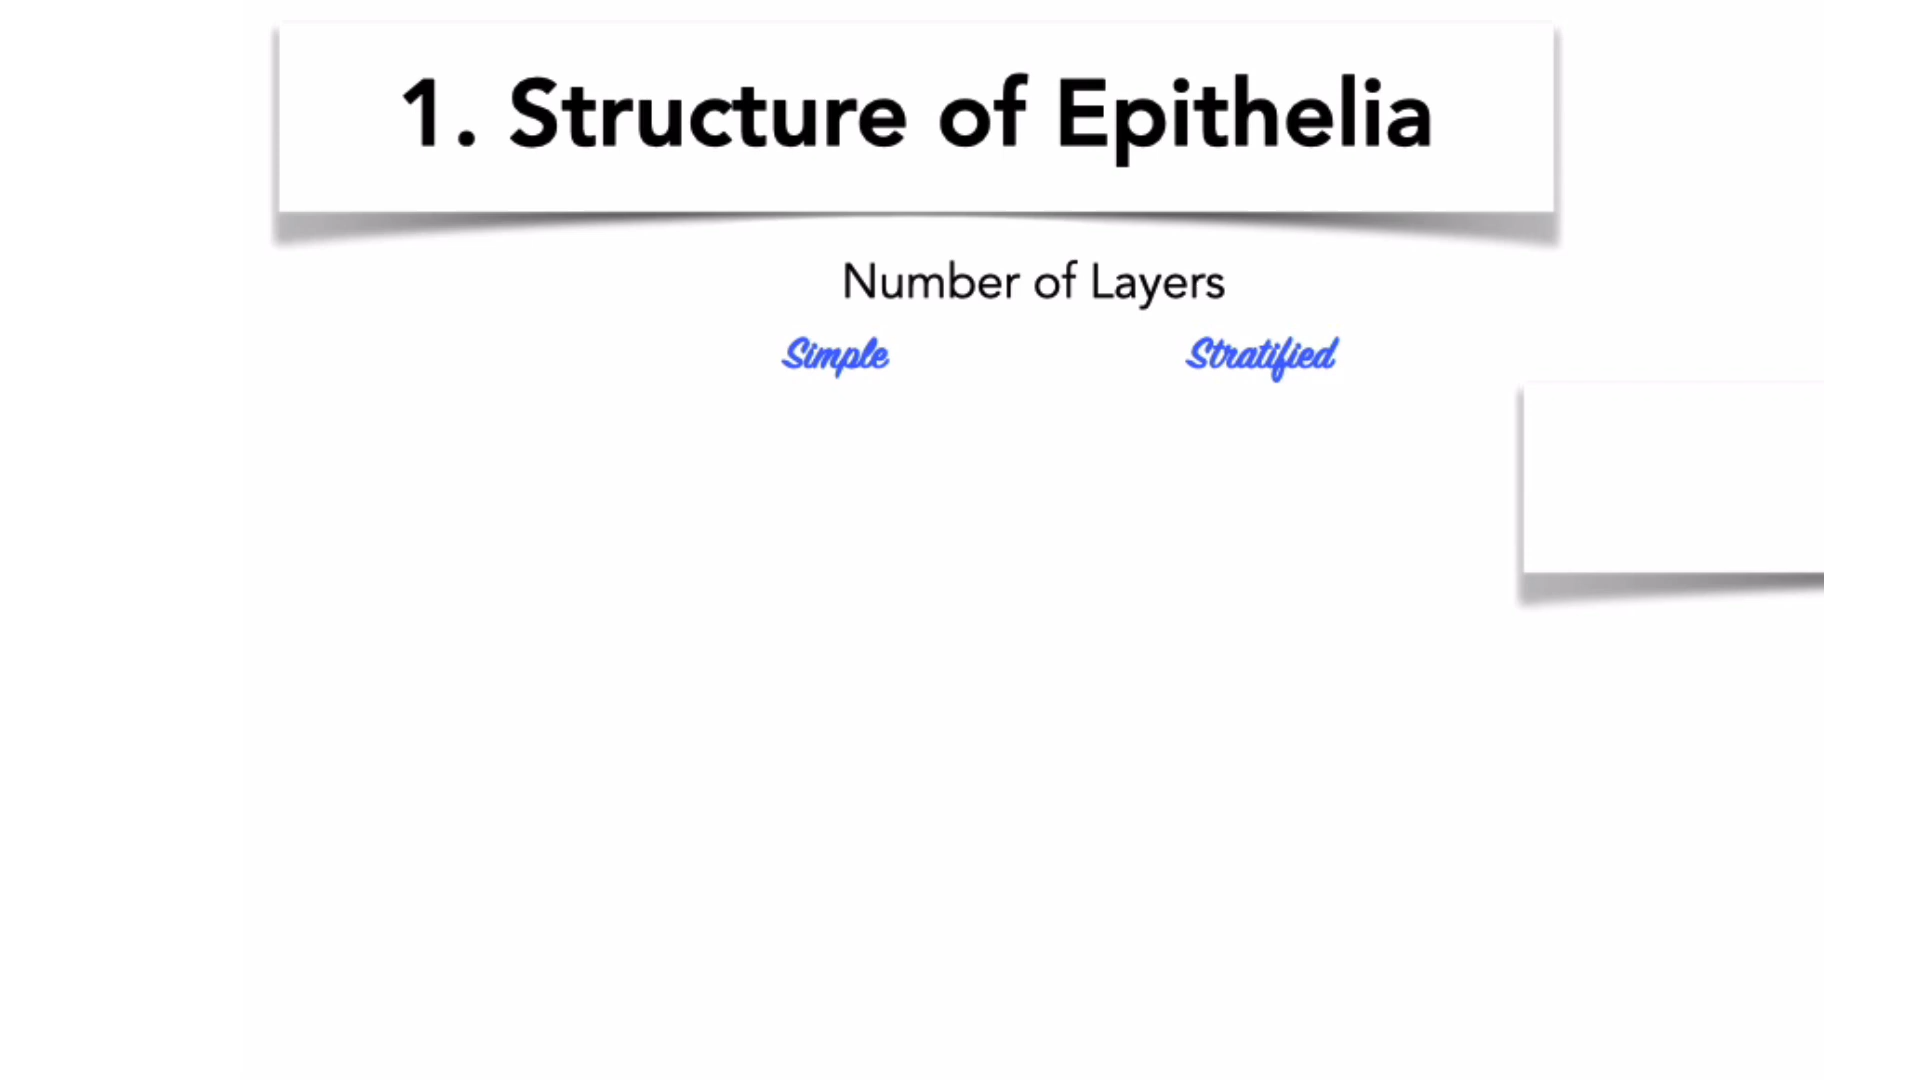 1. Structure of Epithelia
Number of Layers
Simple Stratified